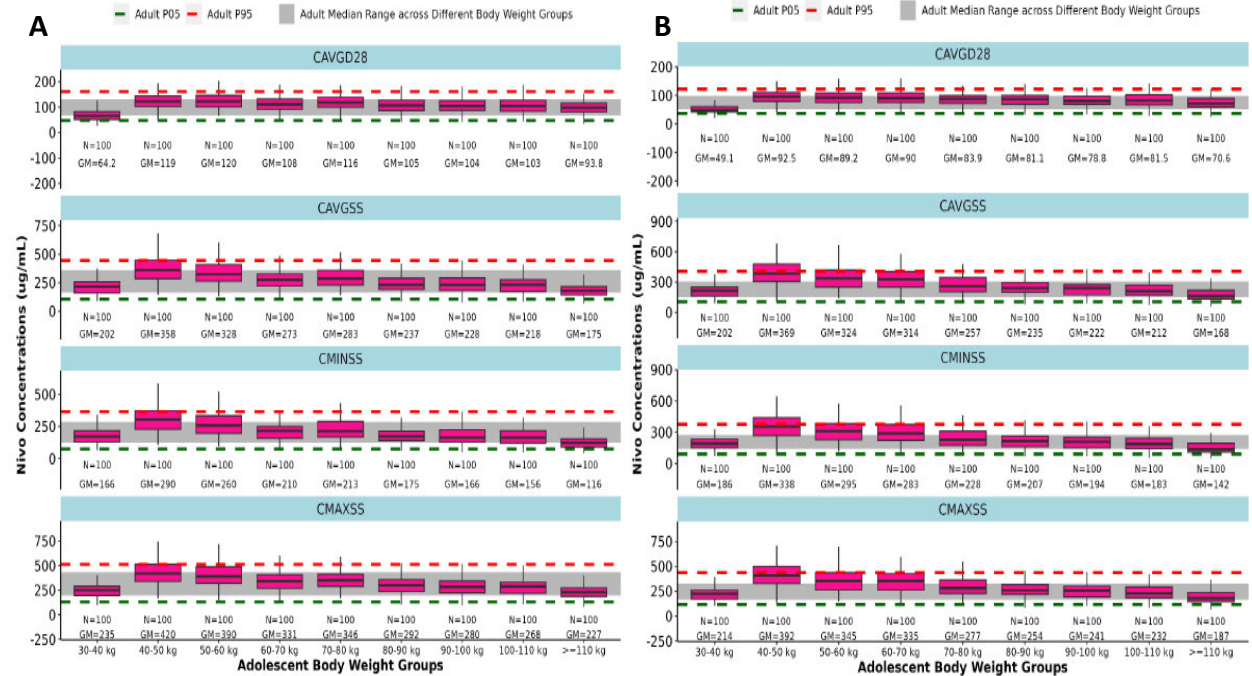 A
Adult P05 Adult P95 Adult Median Range across Different Body Weight Groups
CAVGD28
200
100
0
-100
-200
N=100 N=100 N=100 N=100 N=100 N=100 N=100 N=100 N=100
GM=64.2 GM=119 GM=120 GM=108 GM=116 GM=105 GM=104 GM=103 GM=93.8
CAVGSS
750
500
250
0
N=100 N=100 N=100 N=100 N=100 N=100 N=100 N=100 N=100
GM=202 GM=358 GM=328 GM=273 GM=283 GM=237 GM=228 GM=218 GM=175
CMINSS
500
250
0
N=100 N=100 N=100 N=100 N=100 N=100 N=100 N=100 N=100
GM=166 GM=290 GM=260 GM=210 GM=213 GM=175 GM=166 GM=156 GM=116
CMAXSS
750
500
250
0
-250
N=100 N=100 N=100 N=100 N=100 N=100 N=100 N=100 N=100
GM=235 GM=420 GM=390 GM=331 GM=346 GM=292 GM=280 GM=268 GM=227
30-40 kg 40-50 kg 50-60 kg 60-70 kg 70-80 kg 80-90 kg 90-100 kg 100-110 kg >=110 kg
Adolescent Body Weight Groups
Nivo Concentrations (ug/mL)
B
Adult P05 Adult P95 Adult Median Range across Different Body Weight Groups
CAVGD28
200
100
0
-100
-200
N=100 N=100 N=100 N=100 N=100 N=100 N=100 N=100 N=100
GM=49.1 GM=92.5 GM=89.2 GM=90 GM=83.9 GM=81.1 GM=78.8 GM=81.5 GM=70.6
CAVGSS
900
600
300
0
N=100 N=100 N=100 N=100 N=100 N=100 N=100 N=100 N=100
GM=202 GM=369 GM=324 GM=314 GM=257 GM=235 GM=222 GM=212 GM=168
CMINSS
900
600
300
0
N=100 N=100 N=100 N=100 N=100 N=100 N=100 N=100 N=100
GM=186 GM=338 GM=295 GM=283 GM=228 GM=207 GM=194 GM=183 GM=142
CMAXSS
750
500
250
0
-250
N=100 N=100 N=100 N=100 N=100 N=100 N=100 N=100 N=100
GM=214 GM=392 GM=345 GM=335 GM=277 GM=254 GM=241 GM=232 GM=187
30-40 kg 40-50 kg 50-60 kg 60-70 kg 70-80 kg 80-90 kg 90-100 kg 100-110 kg >=110 kg
Adolescent Body Weight Groups
Nivo Concentrations (ug/mL)